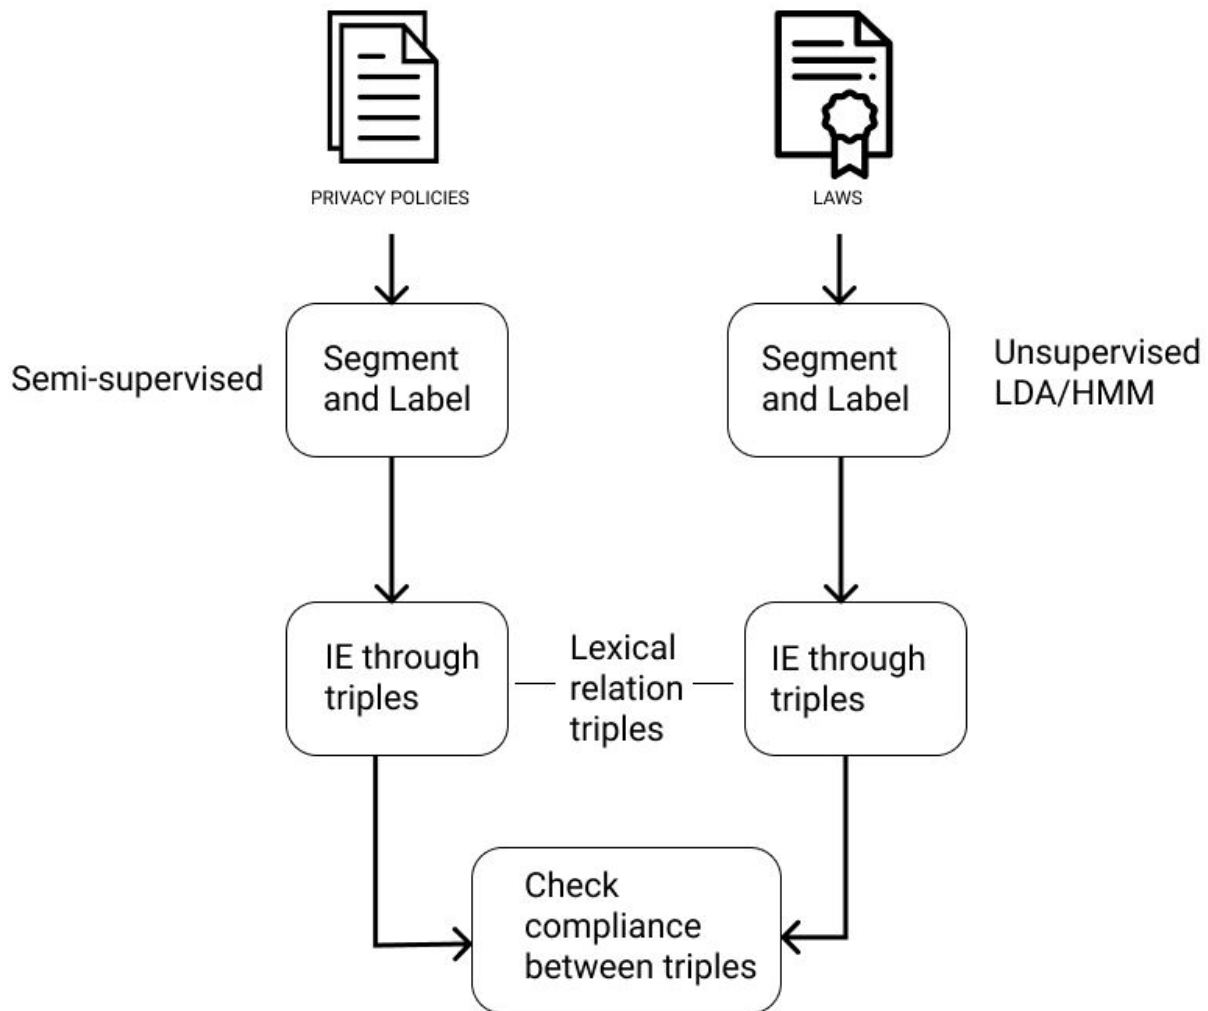 PRIVACY POLICIES
LAWS
Semi-supervised
Segment
and Label
Segment
and Label
Unsupervised
LDA/HMM
IE through
triples
Lexical
relation
triples
IE through
triples
Check
compliance
between triples